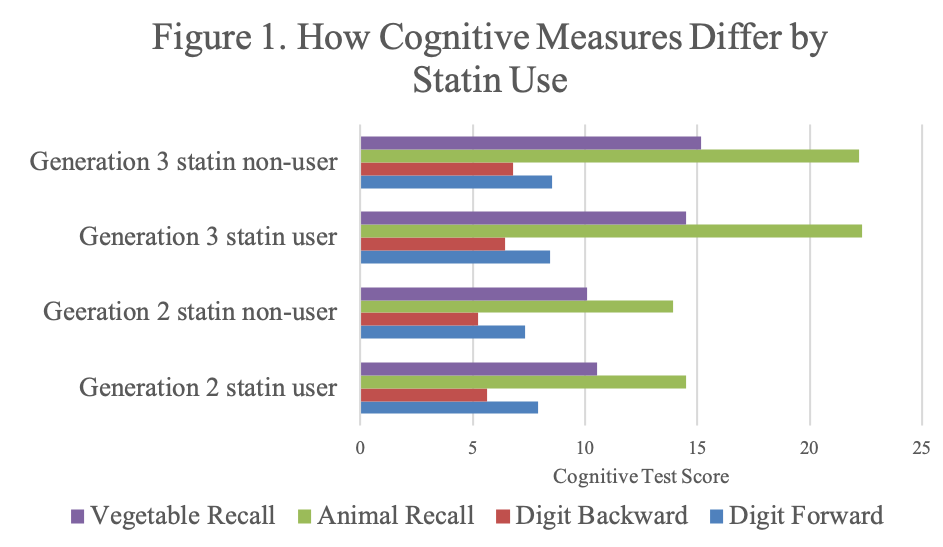 Figure 1. How Cognitive Measures Differ by
Statin Use
Generation 3 statin non-user
Generation 3 statin user
Geeration 2 statin non-user
Generation 2 statin user
0 5 10 15 20 25
Cognitive Test Score
Vegetable Recall Animal Recall Digit Backward Digit Forward